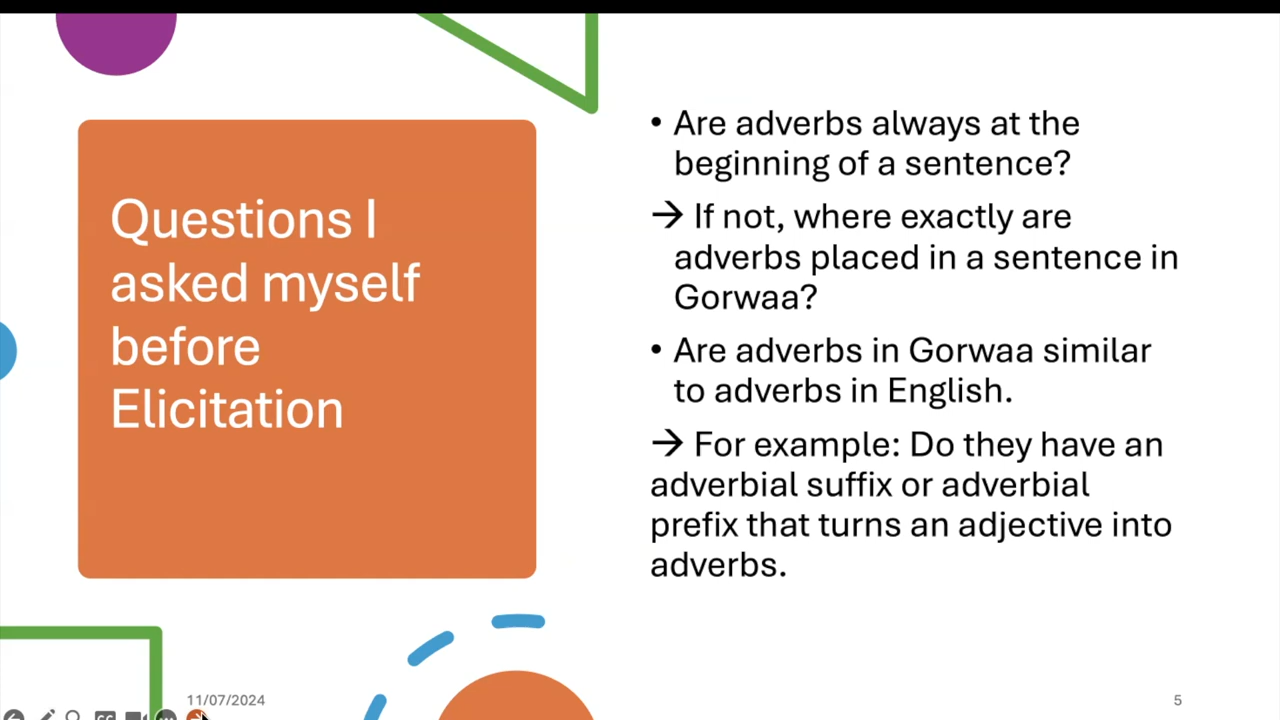 Questions I
asked myself
before
Elicitation
• Are adverbs always at the
beginning of a sentence?
→ If not, where exactly are
adverbs placed in a sentence in
Gorwaa?
• Are adverbs in Gorwaa similar
to adverbs in English.
→ For example: Do they have an
adverbial suffix or adverbial
prefix that turns an adjective into
adverbs.
11/07/2024
5